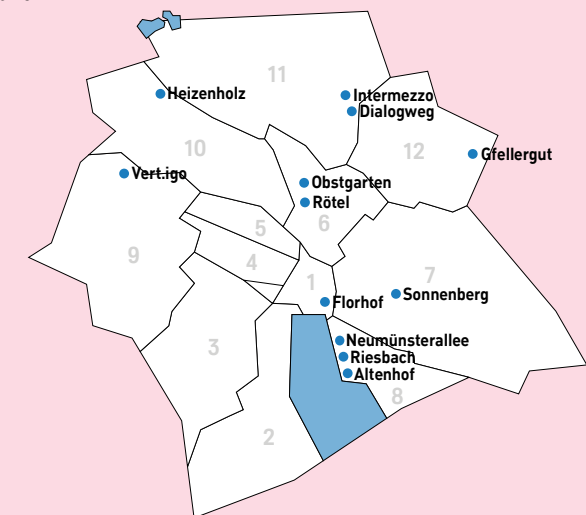 11
Heizenholz
Intermezzo
Dialogweg
10
12
Gfellergut
Vert.igo
Obstgarten
Rötel
6
5
9
4
7
1
Sonnenberg
Florhof
3
Neumünsterallee
Riesbach
Altenhof
8
2